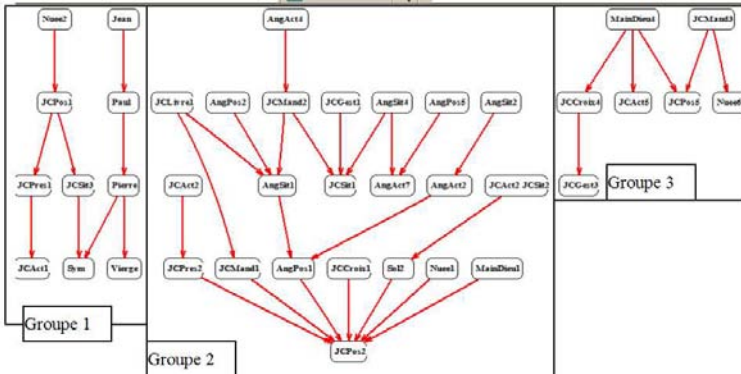 Nuee2 Jean
JCPos1 Paul
JCPres1 JCSit3 Pierre
JCAct1 Sym Vierge
Groupe 1
AngAct4
JCLivre1 AngPos2 JCMand2 JCGest1 AngSit4 AngPos5 AngSit2
JCAct2 AngSit1 JCSit1 AngAct7 AngAct2 JCAct2 JCSit2
JCPres2 JCMand1 AngPos1 JCCroix1 Sol2 Nuee1 MainDieu1
JCPos2
Groupe 2
MainDieu4 JCMand3
JCCroix4 JCAct5 JCPos5 Nuee6
JCGest3
Groupe 3